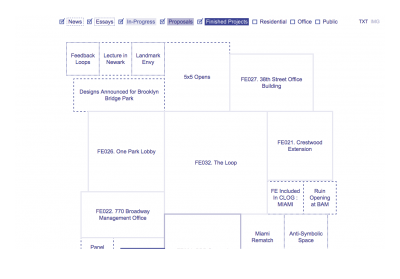 News Essays In-Progress Proposals Finished Projects Residential Office Public TXT IMG
Feedback
Loops
Lecture in
Newark
Landmark
Envy
5x5 Opens
FE027. 38th Street Office
Building
Designs Announced for Brooklyn
Bridge Park
FE026. One Park Lobby
FE032. The Loop
FE021. Crestwood
Extension
FE Included
In CLOG :
MIAMI
Ruin
Opening
at BAM
FE022. 770 Broadway
Management Office
Miami
Rematch
Anti-Symbolic
Space
Panel